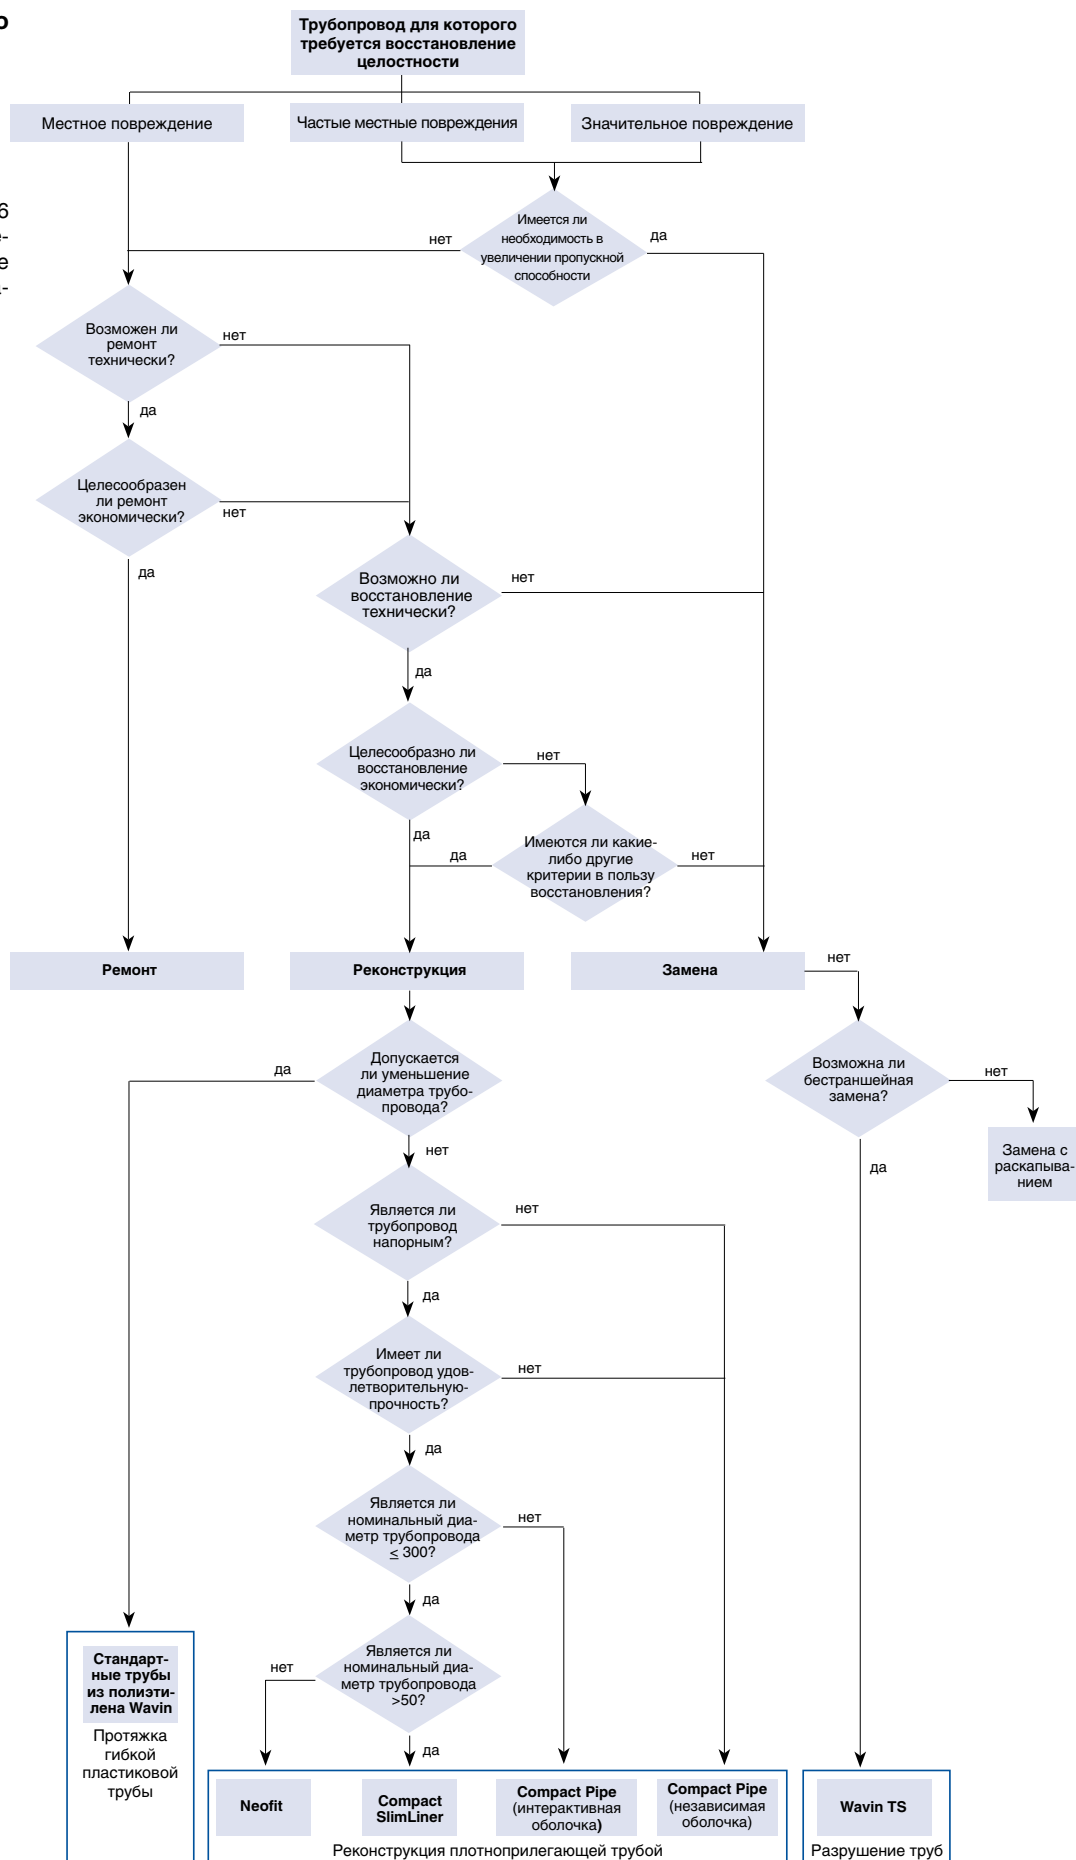 о
Трубопровод для которого
требуется восстановление
целостности
Местное повреждение
Частые местные повреждения
Значительное повреждение
6
е-
е
а-
Имеется ли
необходимость в
увеличении пропускной
способности
нет
да
Возможен ли
ремонт
технически?
нет
да
Целесообразен
ли ремонт
экономически?
нет
да
Возможно ли
восстановление
технически?
нет
да
Целесообразно ли
восстановление
экономически?
нет
да
Имеются ли какие-
либо другие
критерии в пользу
восстановления?
да
нет
Ремонт
Реконструкция
Замена
нет
Допускается
ли уменьшение
диаметра трубо-
провода?
да
нет
Возможна ли
бестраншейная
замена?
нет
да
Замена с
раскапыва-
нием
Является ли
трубопровод
напорным?
нет
да
Имеет ли
трубопровод удов-
летворительную-
прочность?
нет
да
Является ли
номинальный диа-
метр трубопровода
≤ 300?
нет
да
Является ли
номинальный диа-
метр трубопровода
>50?
нет
да
Стандарт-
ные трубы
из полиэти-
лена Wavin
Протяжка
гибкой
пластиковой
трубы
Neofit
Compact
SlimLiner
Compact Pipe
(интерактивная
оболочка)
Compact Pipe
(независимая
оболочка)
Реконструкция плотноприлегающей трубой
Wavin TS
Разрушение труб